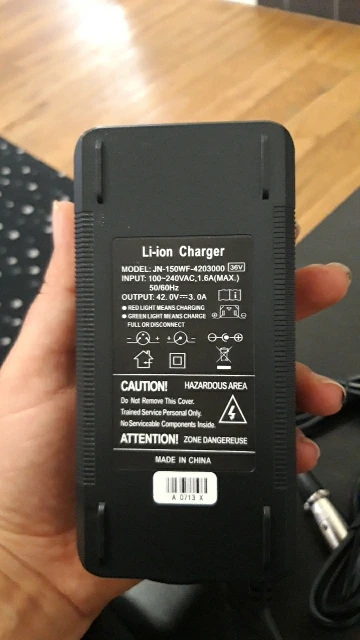 Li-ion Charger
MODEL: JN-150WF-4203000 36V
INPUT: 100~240VAC,1.6A(MAX.)
50/60Hz
OUTPUT: 42.0V⎓3.0A
● RED LIGHT MEANS CHARGING
● GREEN LIGHT MEANS CHARGE
FULL OR DISCONNECT
CAUTION! HAZARDOUS AREA
Do Not Remove This Cover.
Trained Service Personal Only.
No Serviceable Components Inside.
ATTENTION! ZONE DANGEREUSE
MADE IN CHINA
A 0713 X